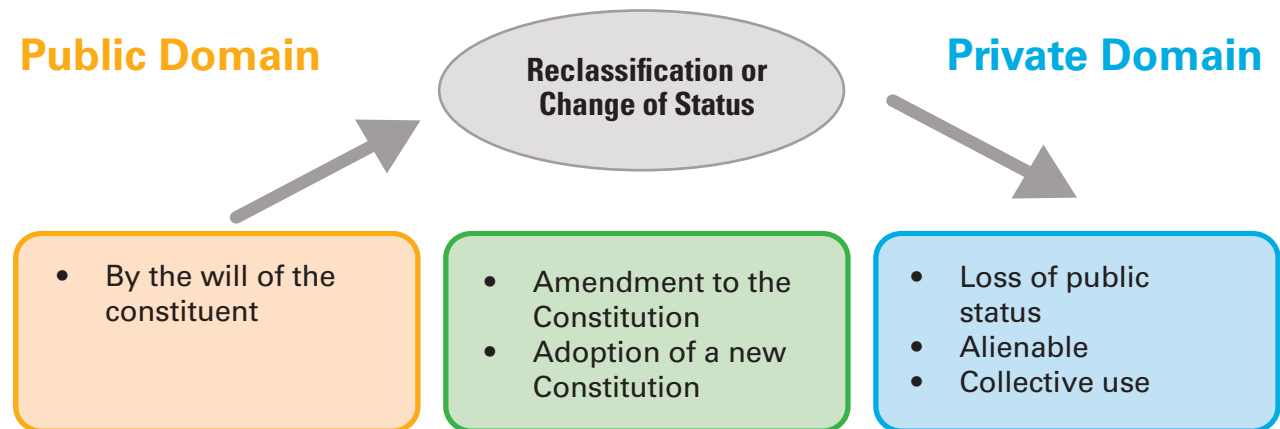 Public Domain
Reclassification or
Change of Status
Private Domain
• By the will of the
constituent
• Amendment to the
Constitution
• Adoption of a new
Constitution
• Loss of public
status
• Alienable
• Collective use